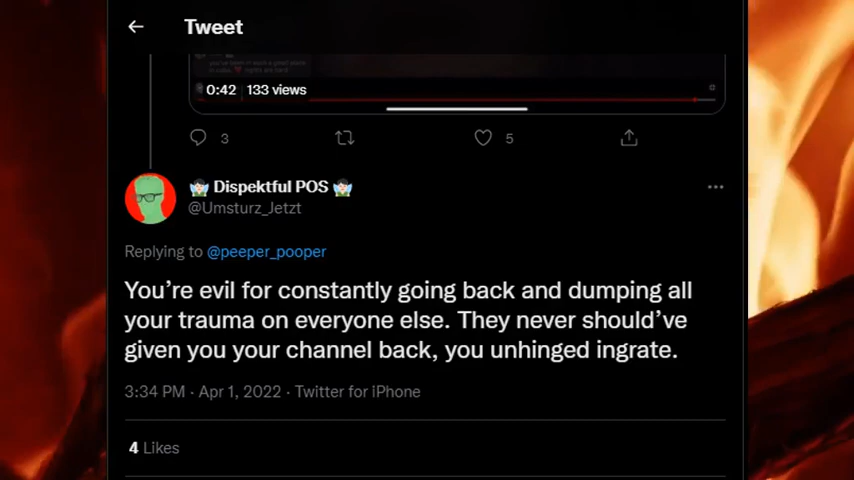 Tweet
0:42 133 views
3 5
Dispektful POS
@Umsturz_Jetzt
Replying to @peeper_pooper
You're evil for constantly going back and dumping all
your trauma on everyone else. They never should've
given you your channel back, you unhinged ingrate.
3:34 PM · Apr 1, 2022 · Twitter for iPhone
4 Likes